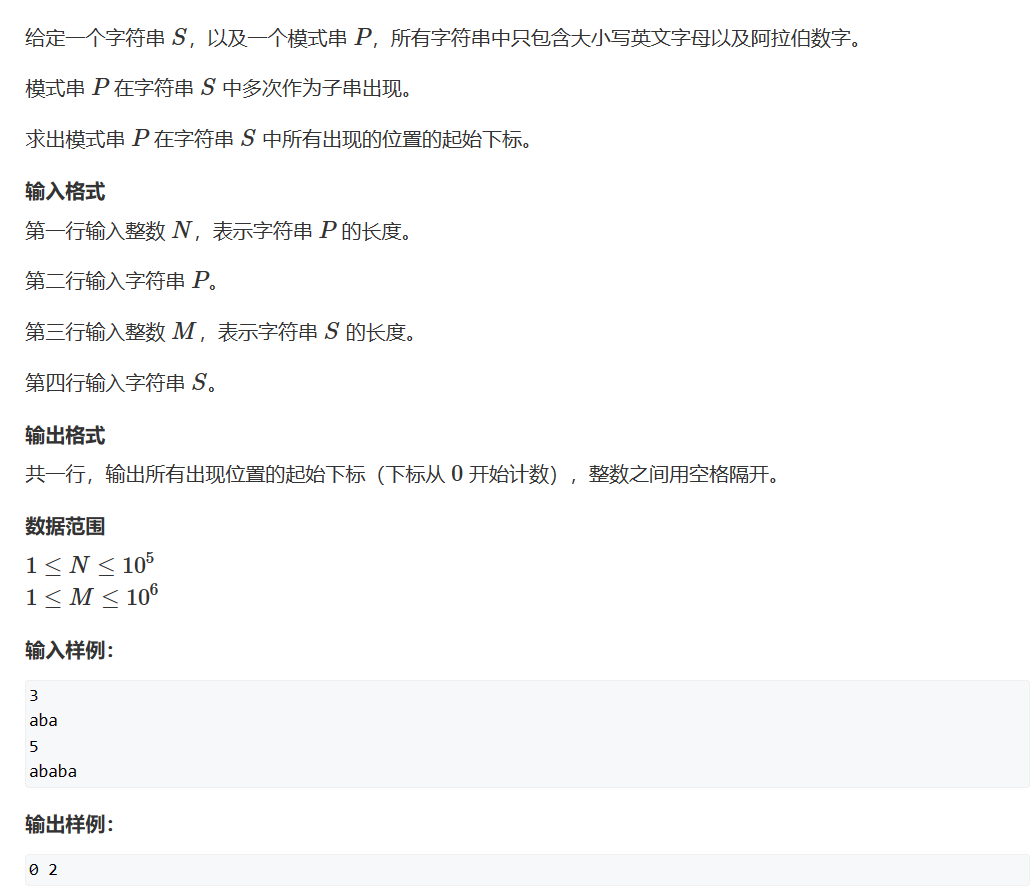 给定一个字符串 S，以及一个模式串 P，所有字符串中只包含大小写英文字母以及阿拉伯数字。
模式串 P 在字符串 S 中多次作为子串出现。
求出模式串 P 在字符串 S 中所有出现的位置的起始下标。
输入格式
第一行输入整数 N，表示字符串 P 的长度。
第二行输入字符串 P。
第三行输入整数 M，表示字符串 S 的长度。
第四行输入字符串 S。
输出格式
共一行，输出所有出现位置的起始下标（下标从 0 开始计数），整数之间用空格隔开。
数据范围
1 ≤ N ≤ 10⁵
1 ≤ M ≤ 10⁶
输入样例：
3
aba
5
ababa
输出样例：
0 2